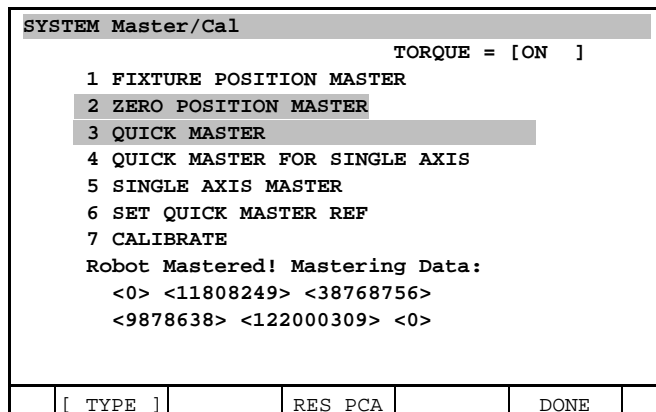 SYSTEM Master/Cal
TORQUE = [ON ]
1 FIXTURE POSITION MASTER
2 ZERO POSITION MASTER
3 QUICK MASTER
4 QUICK MASTER FOR SINGLE AXIS
5 SINGLE AXIS MASTER
6 SET QUICK MASTER REF
7 CALIBRATE
Robot Mastered! Mastering Data:
<0> <11808249> <38768756>
<9878638> <122000309> <0>
[ TYPE ] RES PCA DONE